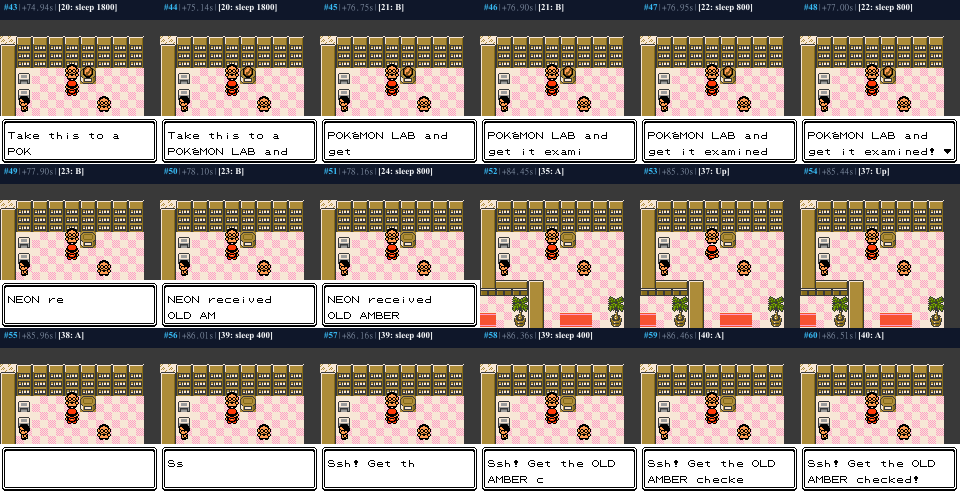 #43|+74.94s| [20: sleep 1800]
Take this to a
POK
#44|+75.14s| [20: sleep 1800]
Take this to a
POKéMON LAB and
#45|+76.75s| [21: B]
POKéMON LAB and
get
#46|+76.90s| [21: B]
POKéMON LAB and
get it exami
#47|+76.95s| [22: sleep 800]
POKéMON LAB and
get it examined
#48|+77.00s| [22: sleep 800]
POKéMON LAB and
get it examined!
#49|+77.90s| [23: B]
NEON re
#50|+78.10s| [23: B]
NEON received
OLD AM
#51|+78.16s| [24: sleep 800]
NEON received
OLD AMBER
#52|+84.45s| [35: A]
#53|+85.30s| [37: Up]
#54|+85.44s| [37: Up]
#55|+85.96s| [38: A]
#56|+86.01s| [39: sleep 400]
Ss
#57|+86.16s| [39: sleep 400]
Ssh! Get th
#58|+86.36s| [39: sleep 400]
Ssh! Get the OLD
AMBER c
#59|+86.46s| [40: A]
Ssh! Get the OLD
AMBER checke
#60|+86.51s| [40: A]
Ssh! Get the OLD
AMBER checked!